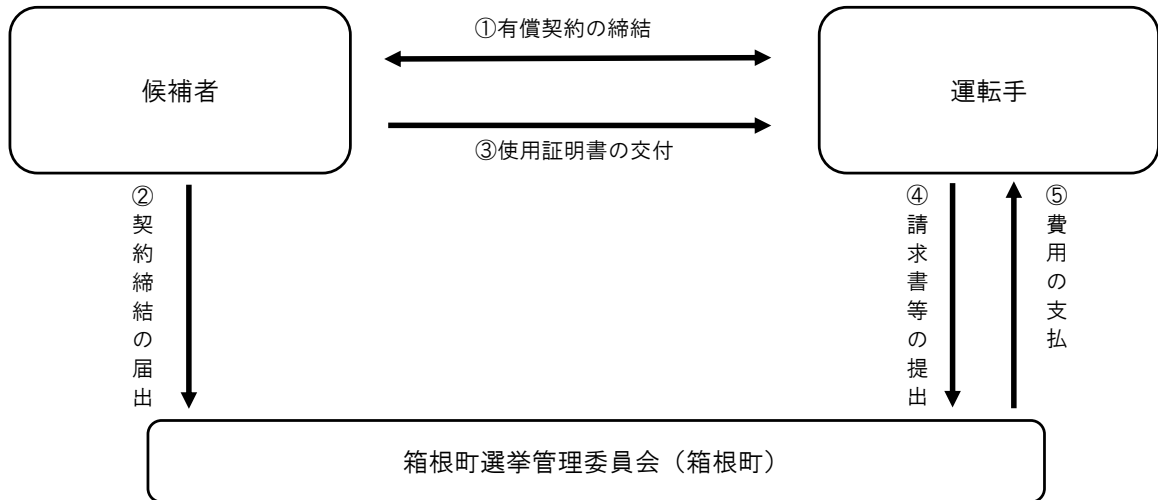 ①有償契約の締結
候補者
運転手
③使用証明書の交付
②契約締結の届出
④請求書等の提出
⑤費用の支払
箱根町選挙管理委員会（箱根町）